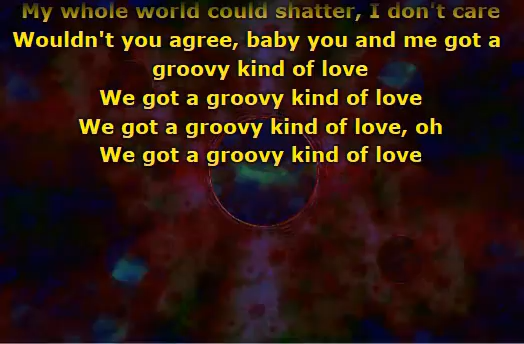 My whole world could shatter, I don't care
Wouldn't you agree, baby you and me got a
groovy kind of love
We got a groovy kind of love
We got a groovy kind of love, oh
We got a groovy kind of love